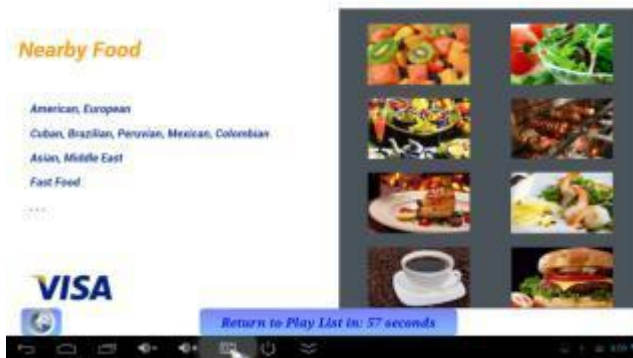 Nearby Food
American, European
Cuban, Brazilian, Peruvian, Mexican, Colombian
Asian, Middle East
Fast Food
...
VISA
Return to Play List in: 57 seconds